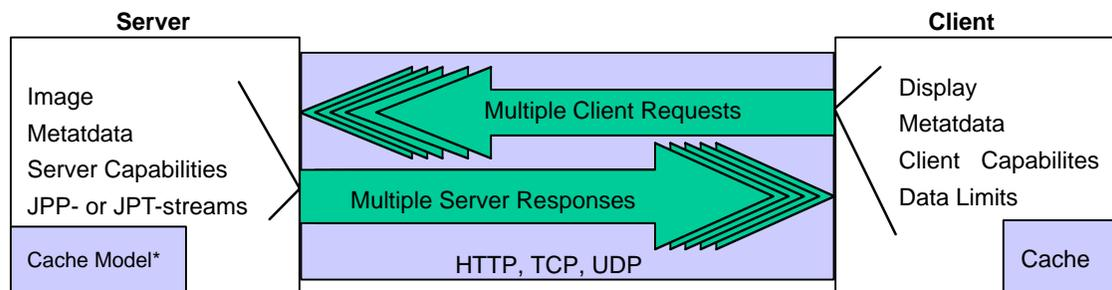 Server
Client
Image
Metatdata
Server Capabilities
JPP- or JPT-streams
Cache Model*
Multiple Client Requests
Multiple Server Responses
HTTP, TCP, UDP
Display
Metatdata
Client Capabilites
Data Limits
Cache